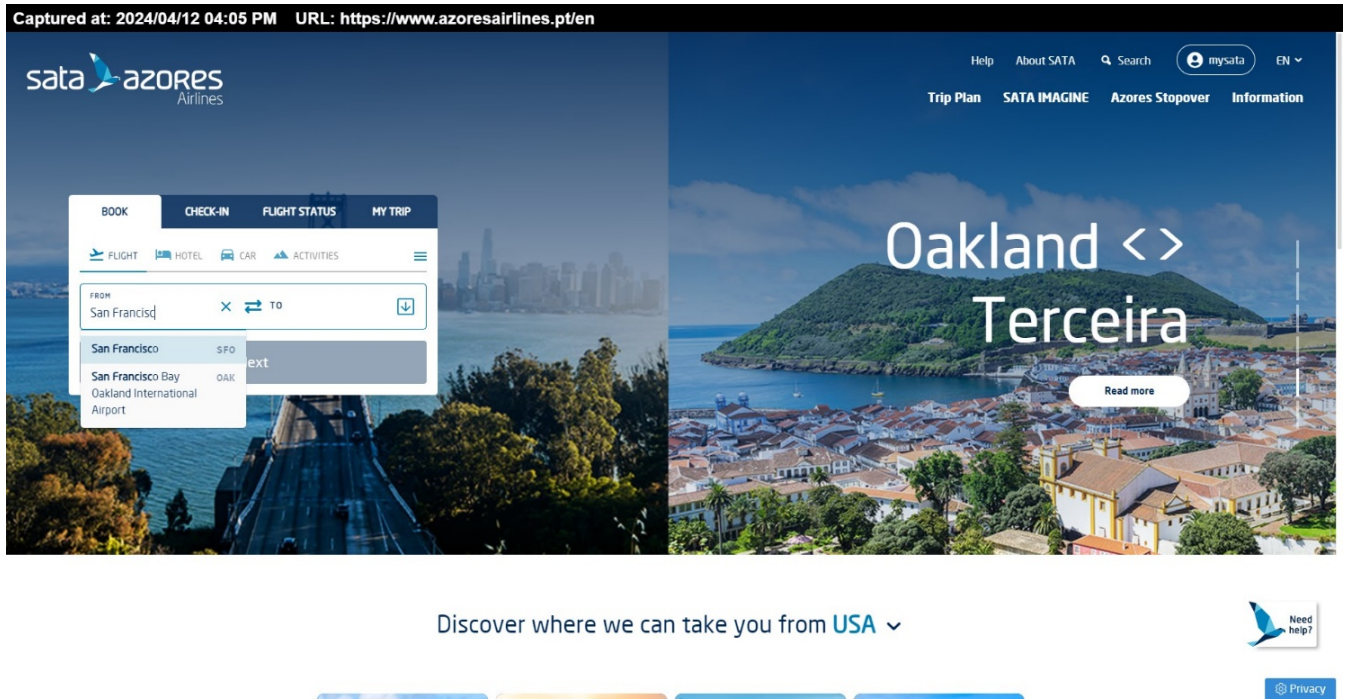 Captured at: 2024/04/12 04:05 PM URL: https://www.azoresairlines.pt/en
sata azores
Airlines
Help About SATA Search mysata EN
Trip Plan SATA IMAGINE Azores Stopover Information
BOOK CHECK-IN FLIGHT STATUS MY TRIP
FLIGHT HOTEL CAR ACTIVITIES
FROM
San Francisc TO
San Francisco SFO
San Francisco Bay OAK
Oakland International
Airport
ext
Oakland <>
Terceira
Read more
Discover where we can take you from USA
Need
help?
Privacy